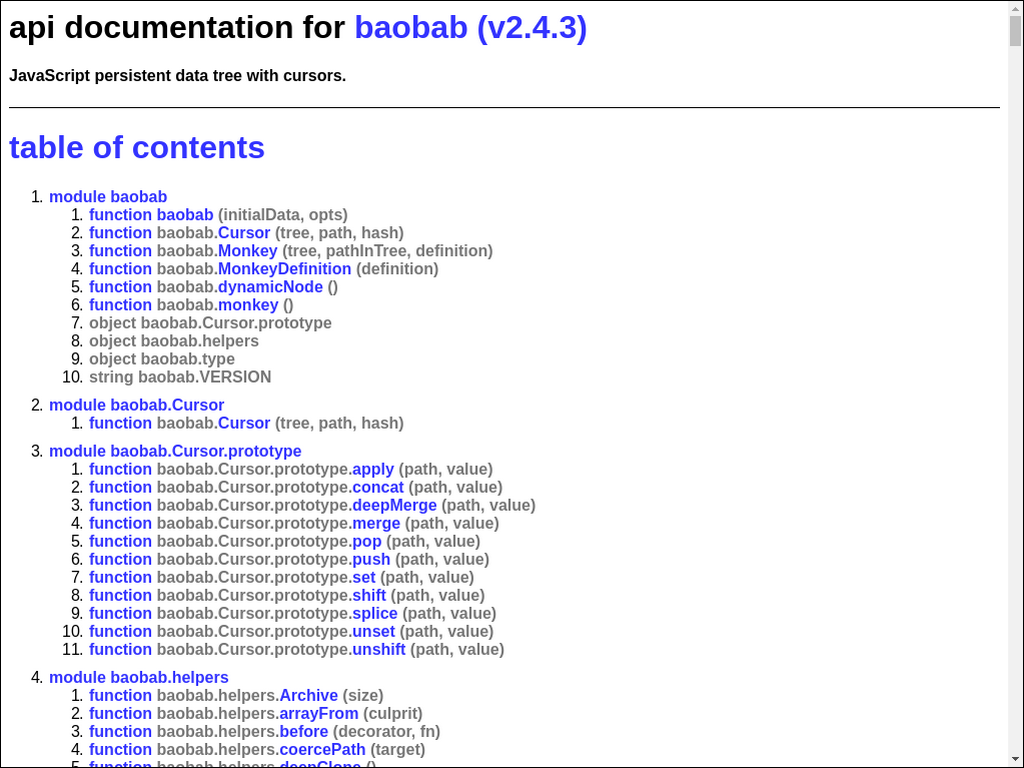 api documentation for baobab (v2.4.3)
JavaScript persistent data tree with cursors.
table of contents
1. module baobab
1. function baobab (initialData, opts)
2. function baobab.Cursor (tree, path, hash)
3. function baobab.Monkey (tree, pathInTree, definition)
4. function baobab.MonkeyDefinition (definition)
5. function baobab.dynamicNode ()
6. function baobab.monkey ()
7. object baobab.Cursor.prototype
8. object baobab.helpers
9. object baobab.type
10. string baobab.VERSION
2. module baobab.Cursor
1. function baobab.Cursor (tree, path, hash)
3. module baobab.Cursor.prototype
1. function baobab.Cursor.prototype.apply (path, value)
2. function baobab.Cursor.prototype.concat (path, value)
3. function baobab.Cursor.prototype.deepMerge (path, value)
4. function baobab.Cursor.prototype.merge (path, value)
5. function baobab.Cursor.prototype.pop (path, value)
6. function baobab.Cursor.prototype.push (path, value)
7. function baobab.Cursor.prototype.set (path, value)
8. function baobab.Cursor.prototype.shift (path, value)
9. function baobab.Cursor.prototype.splice (path, value)
10. function baobab.Cursor.prototype.unset (path, value)
11. function baobab.Cursor.prototype.unshift (path, value)
4. module baobab.helpers
1. function baobab.helpers.Archive (size)
2. function baobab.helpers.arrayFrom (culprit)
3. function baobab.helpers.before (decorator, fn)
4. function baobab.helpers.coercePath (target)
5. function baobab.helpers.deepClone ()